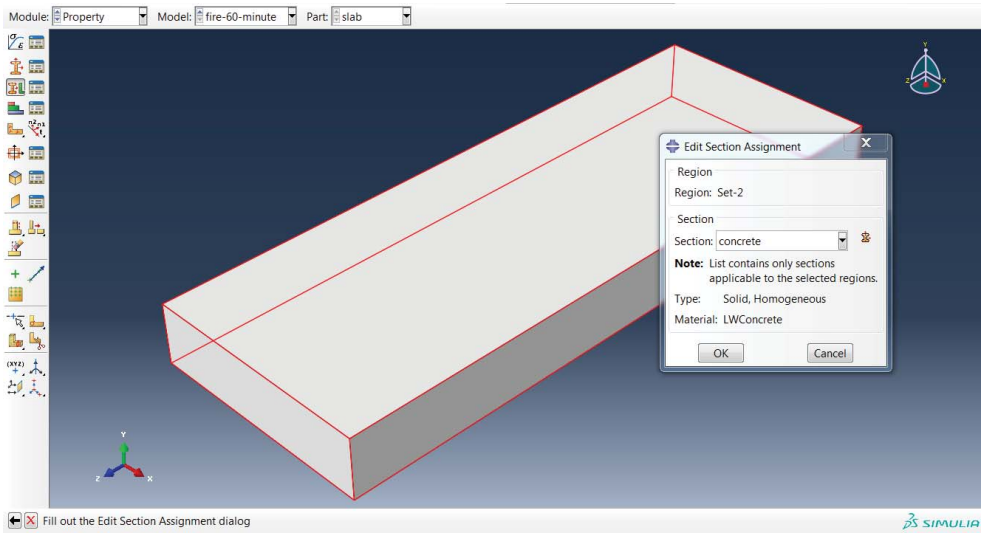 Module: Property Model: fire-60-minute Part: slab
Y
Z X
Edit Section Assignment X
Region
Region: Set-2
Section
Section: concrete
Note: List contains only sections
applicable to the selected regions.
Type: Solid, Homogeneous
Material: LWConcrete
OK Cancel
(XYZ)
Y
Z X
Fill out the Edit Section Assignment dialog
SIMULIA